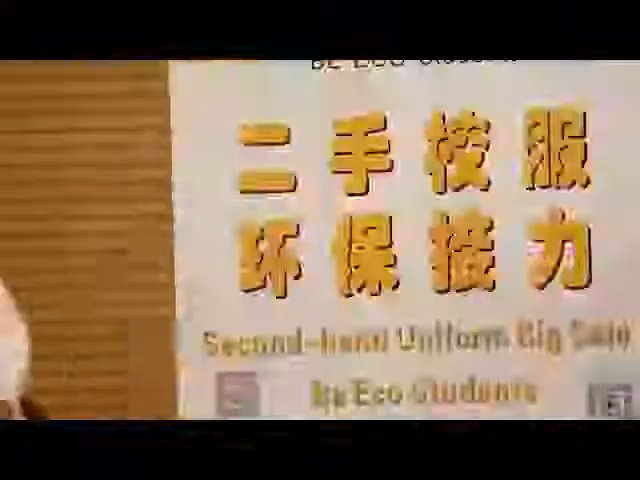 二手校服
环保接力
Second-hand Uniform Big Sale
By Eco Students